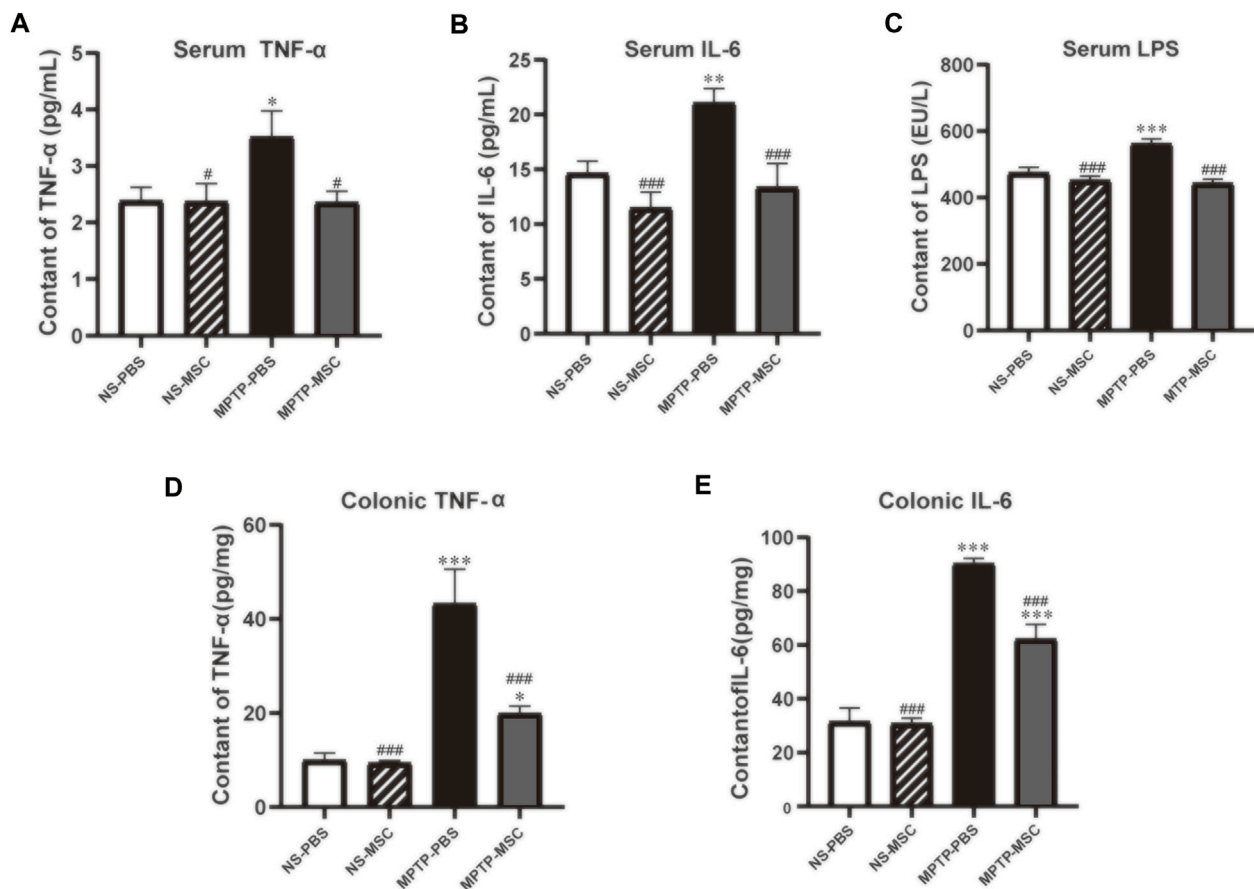 A
Serum TNF-α
Contant of TNF-α (pg/mL)
5
4
3
2
1
0
#
*
#
NS-PBS
NS-MSC
MPTP-PBS
MPTP-MSC
B
Serum IL-6
Contant of IL-6 (pg/mL)
25
20
15
10
5
0
###
**
###
NS-PBS
NS-MSC
MPTP-PBS
MPTP-MSC
C
Serum LPS
Contant of LPS (EU/L)
800
600
400
200
0
###
***
###
NS-PBS
NS-MSC
MPTP-PBS
MTP-MSC
D
Colonic TNF-α
Contant of TNF-α(pg/mg)
60
40
20
0
###
***
###
*
NS-PBS
NS-MSC
MPTP-PBS
MPTP-MSC
E
Colonic IL-6
ContantofIL-6(pg/mg)
100
80
60
40
20
0
###
***
###
***
NS-PBS
NS-MSC
MPTP-PBS
MPTP-MSC